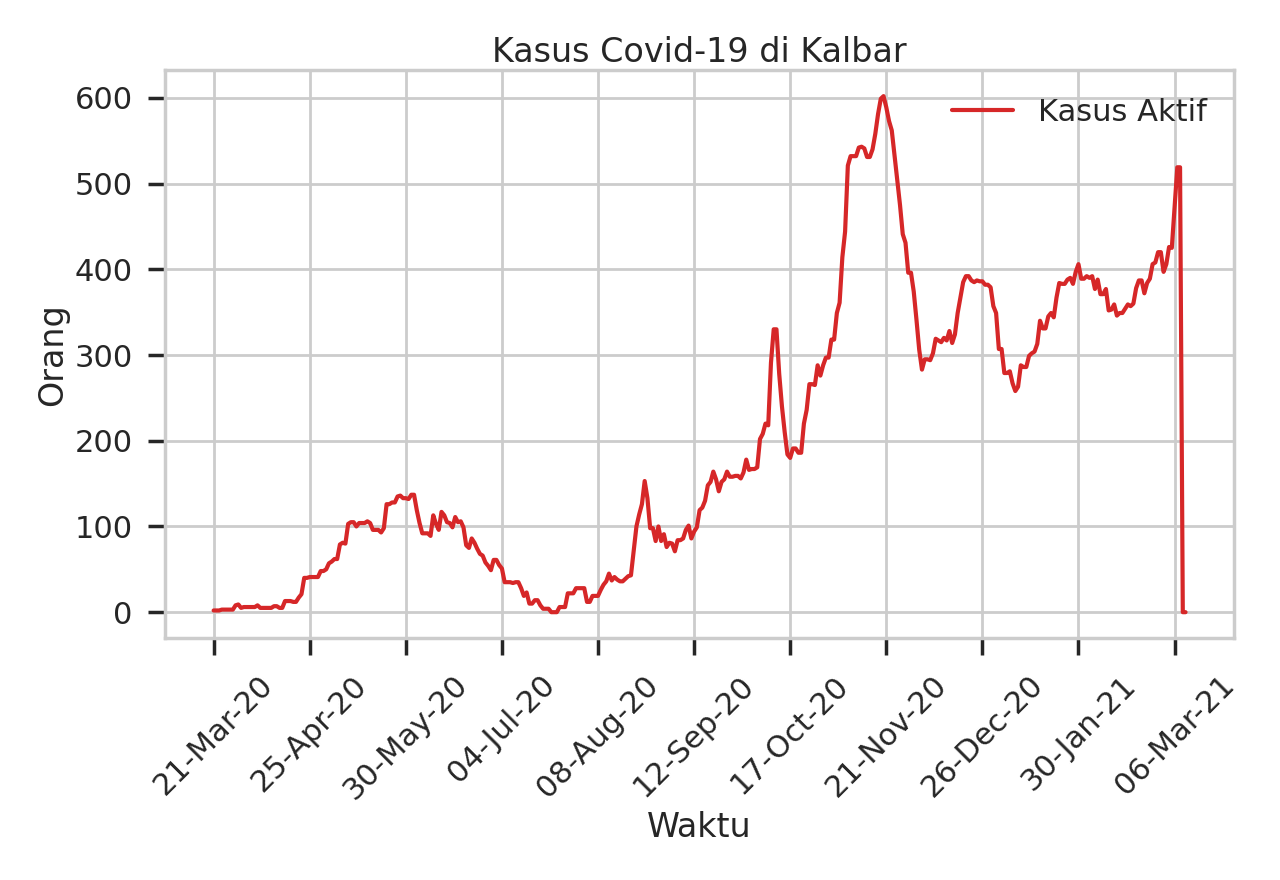 Kasus Covid-19 di Kalbar
Kasus Aktif
600
500
400
300
200
100
0
Orang
21-Mar-20
25-Apr-20
30-May-20
04-Jul-20
08-Aug-20
12-Sep-20
17-Oct-20
21-Nov-20
26-Dec-20
30-Jan-21
06-Mar-21
Waktu